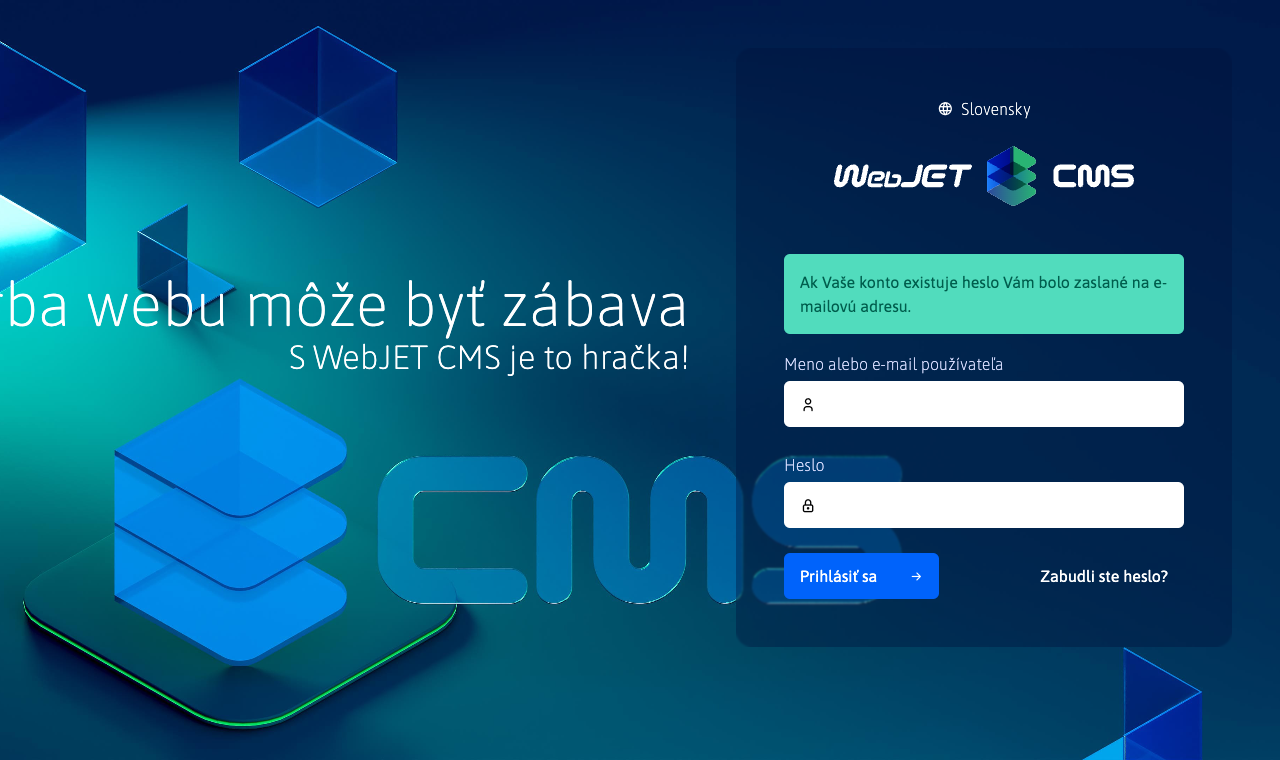 Slovensky
WebJET CMS
Ak Vaše konto existuje heslo Vám bolo zaslané na e-
mailovú adresu.
webu môže byť zábava
S WebJET CMS je to hračka!
Meno alebo e-mail používateľa
Heslo
CMS
Prihlásiť sa
Zabudli ste heslo?